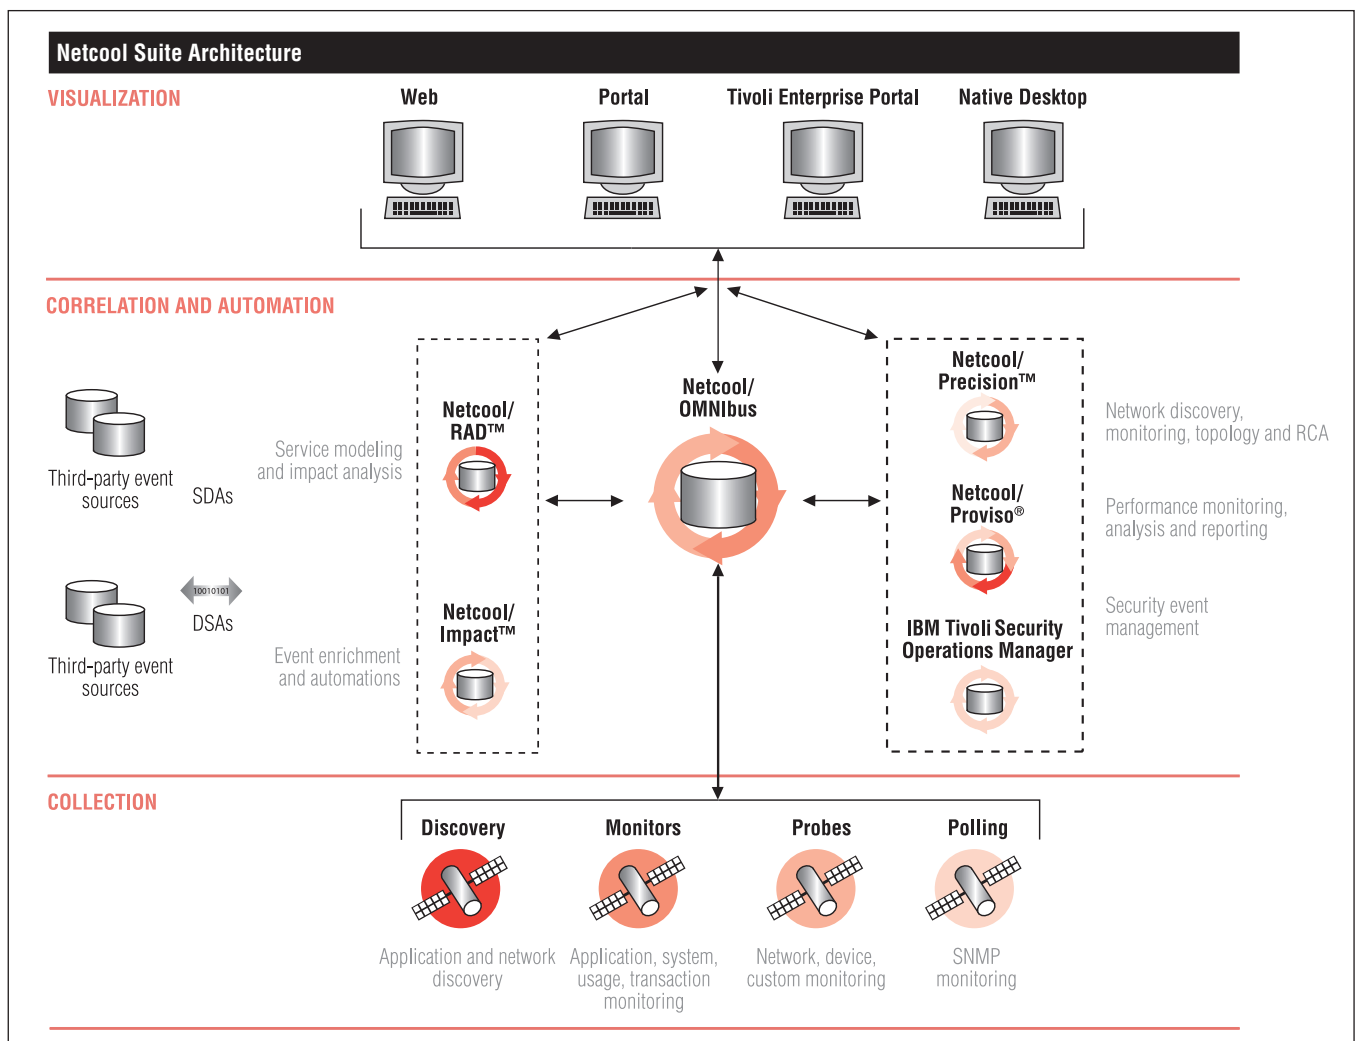 Netcool Suite Architecture
VISUALIZATION
Web
Portal
Tivoli Enterprise Portal
Native Desktop
CORRELATION AND AUTOMATION
Third-party event
sources
SDAs
Service modeling
and impact analysis
Netcool/
RAD™
Netcool/
OMNIbus
Netcool/
Precision™
Network discovery,
monitoring, topology and RCA
Netcool/
Proviso®
Performance monitoring,
analysis and reporting
10010101
DSAs
Third-party event
sources
Event enrichment
and automations
Netcool/
Impact™
IBM Tivoli Security
Operations Manager
Security event
management
COLLECTION
Discovery
Monitors
Probes
Polling
Application and network
discovery
Application, system,
usage, transaction
monitoring
Network, device,
custom monitoring
SNMP
monitoring